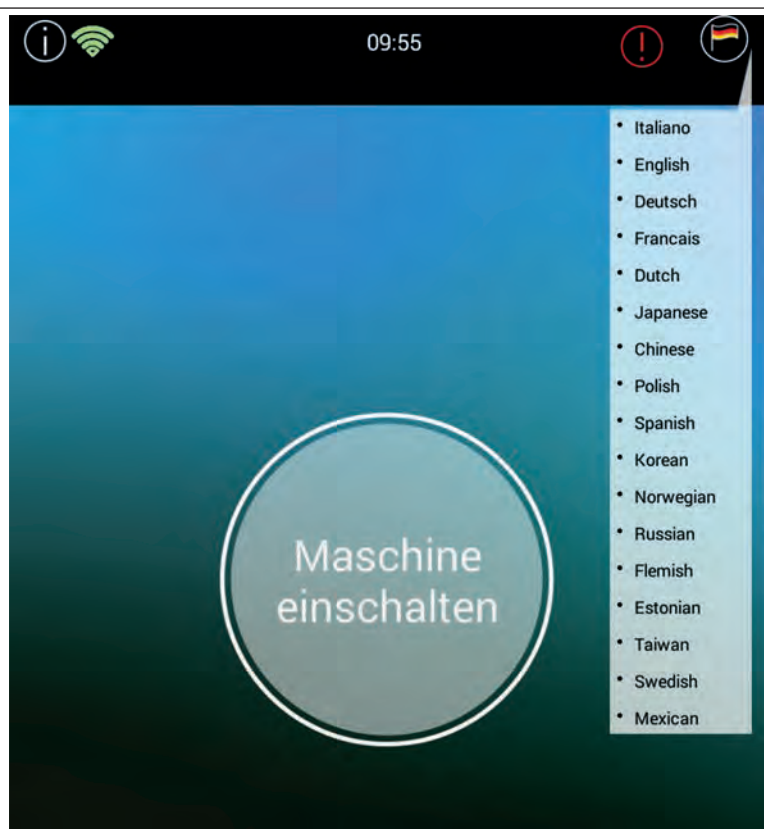 09:55
Italiano
English
Deutsch
Francais
Dutch
Japanese
Chinese
Polish
Spanish
Korean
Norwegian
Russian
Flemish
Estonian
Taiwan
Swedish
Mexican
Maschine
einschalten